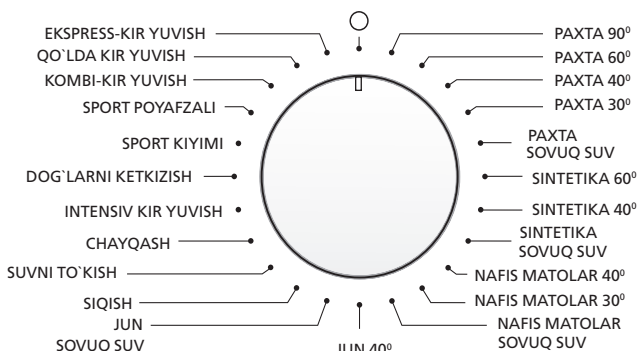 EKSPRESS-KIR YUVISH
QO`LDA KIR YUVISH
KOMBI-KIR YUVISH
SPORT POYAFZALI
SPORT KIYIMI
DOG`LARNI KETKIZISH
INTENSIV KIR YUVISH
CHAYQASH
SUVNI TO`KISH
SIQISH
JUN
SOVUO SUV
JUN 40⁰
PAXTA 90⁰
PAXTA 60⁰
PAXTA 40⁰
PAXTA 30⁰
PAXTA
SOVUQ SUV
SINTETIKA 60⁰
SINTETIKA 40⁰
SINTETIKA
SOVUQ SUV
NAFIS MATOLAR 40⁰
NAFIS MATOLAR 30⁰
NAFIS MATOLAR
SOVUQ SUV